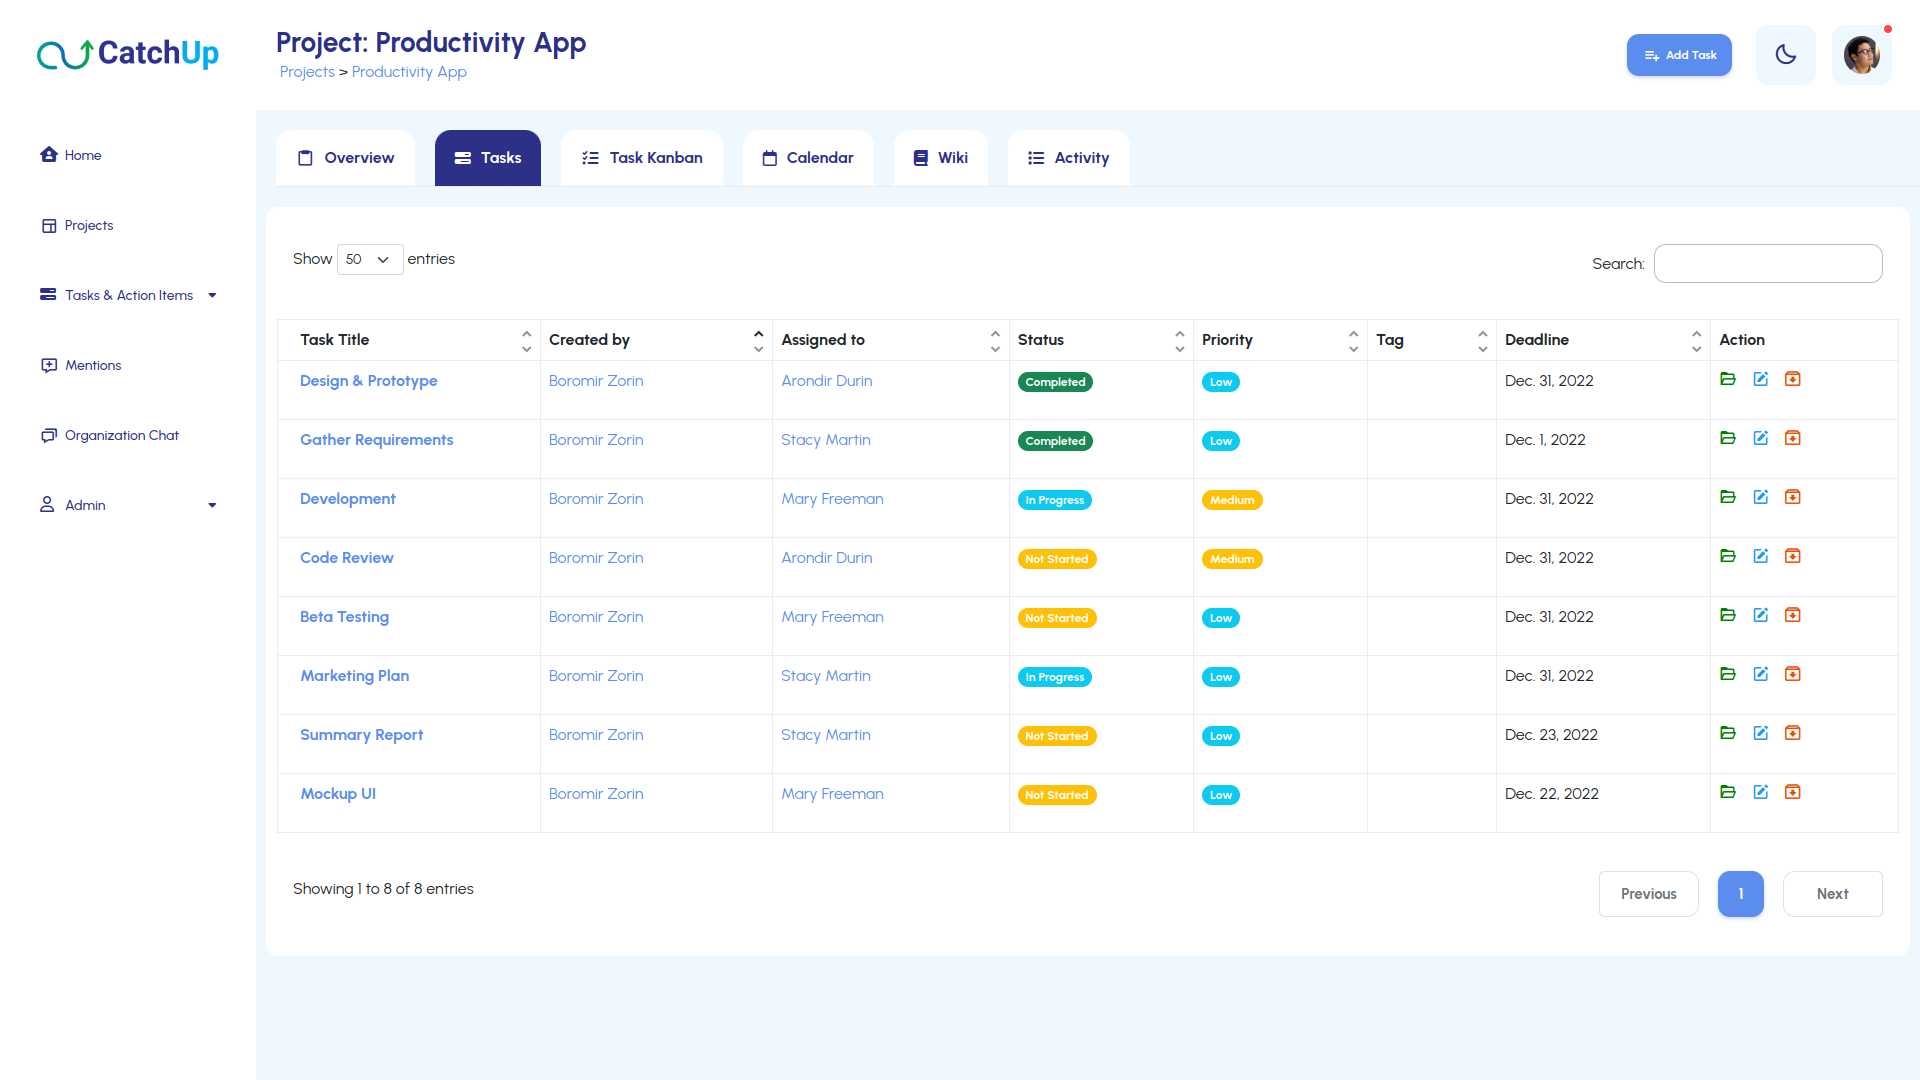 CatchUp
Project: Productivity App
Projects > Productivity App
Add Task
Home
Projects
Tasks & Action Items
Mentions
Organization Chat
Admin
Overview
Tasks
Task Kanban
Calendar
Wiki
Activity
Show 50 entries
Search:
Task Title Created by Assigned to Status Priority Tag Deadline Action
Design & Prototype Boromir Zorin Arondir Durin Completed Low Dec. 31, 2022
Gather Requirements Boromir Zorin Stacy Martin Completed Low Dec. 1, 2022
Development Boromir Zorin Mary Freeman In Progress Medium Dec. 31, 2022
Code Review Boromir Zorin Arondir Durin Not Started Medium Dec. 31, 2022
Beta Testing Boromir Zorin Mary Freeman Not Started Low Dec. 31, 2022
Marketing Plan Boromir Zorin Stacy Martin In Progress Low Dec. 31, 2022
Summary Report Boromir Zorin Stacy Martin Not Started Low Dec. 23, 2022
Mockup UI Boromir Zorin Mary Freeman Not Started Low Dec. 22, 2022
Showing 1 to 8 of 8 entries
Previous 1 Next